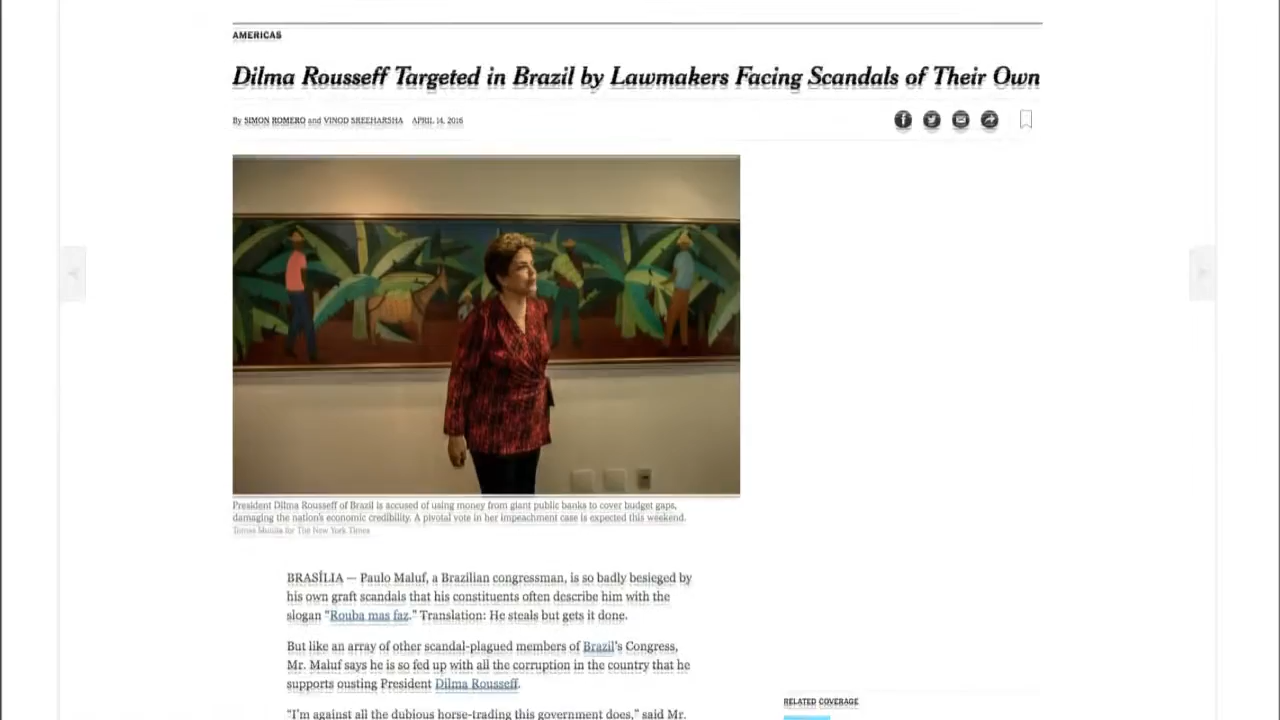 AMERICAS
Dilma Rousseff Targeted in Brazil by Lawmakers Facing Scandals of Their Own
By SIMON ROMERO and VINOD SREEHARSHA APRIL 14, 2016
President Dilma Rousseff of Brazil is accused of using money from giant public banks to cover budget gaps,
damaging the nation's economic credibility. A pivotal vote in her impeachment case is expected this weekend.
Tomas Munita for The New York Times
BRASÍLIA — Paulo Maluf, a Brazilian congressman, is so badly besieged by
his own graft scandals that his constituents often describe him with the
slogan “Rouba mas faz.” Translation: He steals but gets it done.
But like an array of other scandal-plagued members of Brazil's Congress,
Mr. Maluf says he is so fed up with all the corruption in the country that he
supports ousting President Dilma Rousseff.
“I'm against all the dubious horse-trading this government does,” said Mr.
RELATED COVERAGE